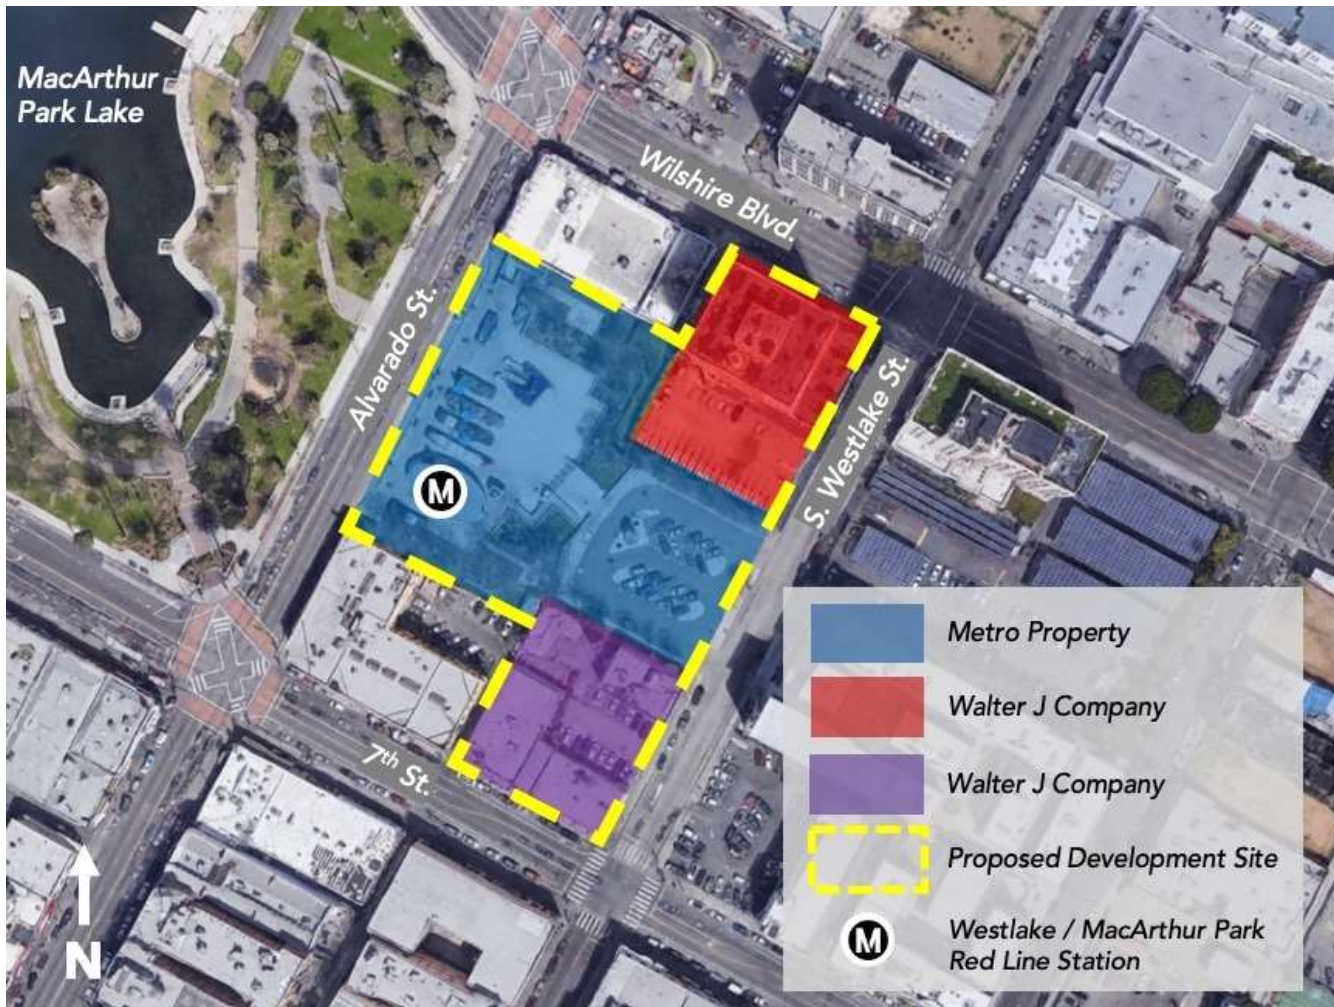 MacArthur
Park Lake
Wilshire Blvd.
Alvarado St.
S. Westlake St.
M
7th St.
N
Metro Property
Walter J Company
Walter J Company
Proposed Development Site
M
Westlake / MacArthur Park
Red Line Station